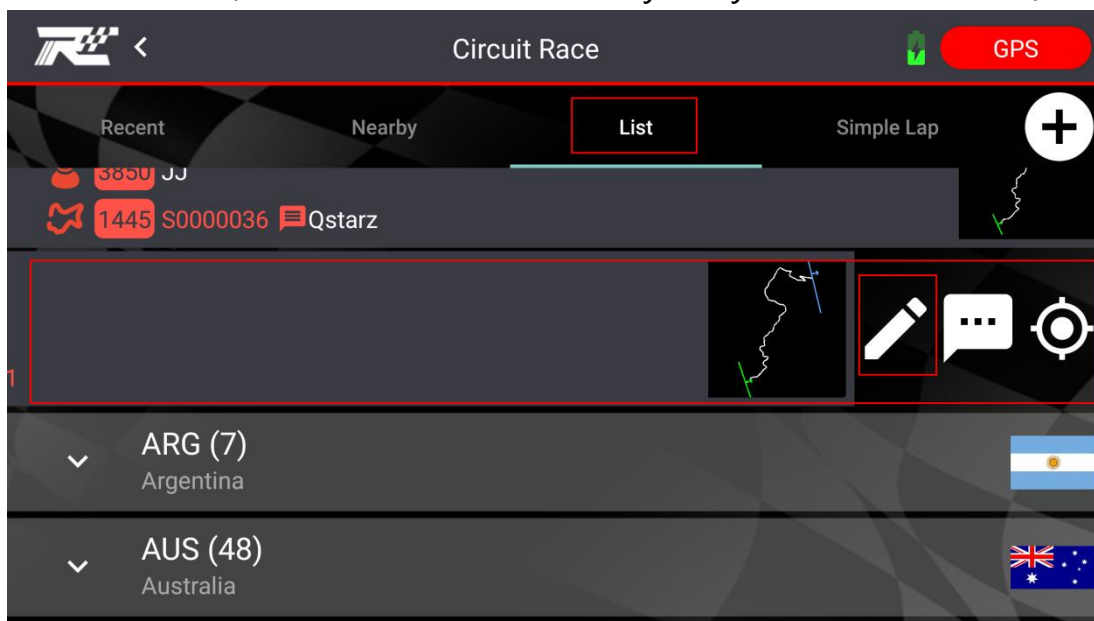 Circuit Race
GPS
Recent
Nearby
List
Simple Lap
3850 JJ
1445 S0000036 Qstarz
1
ARG (7)
Argentina
AUS (48)
Australia